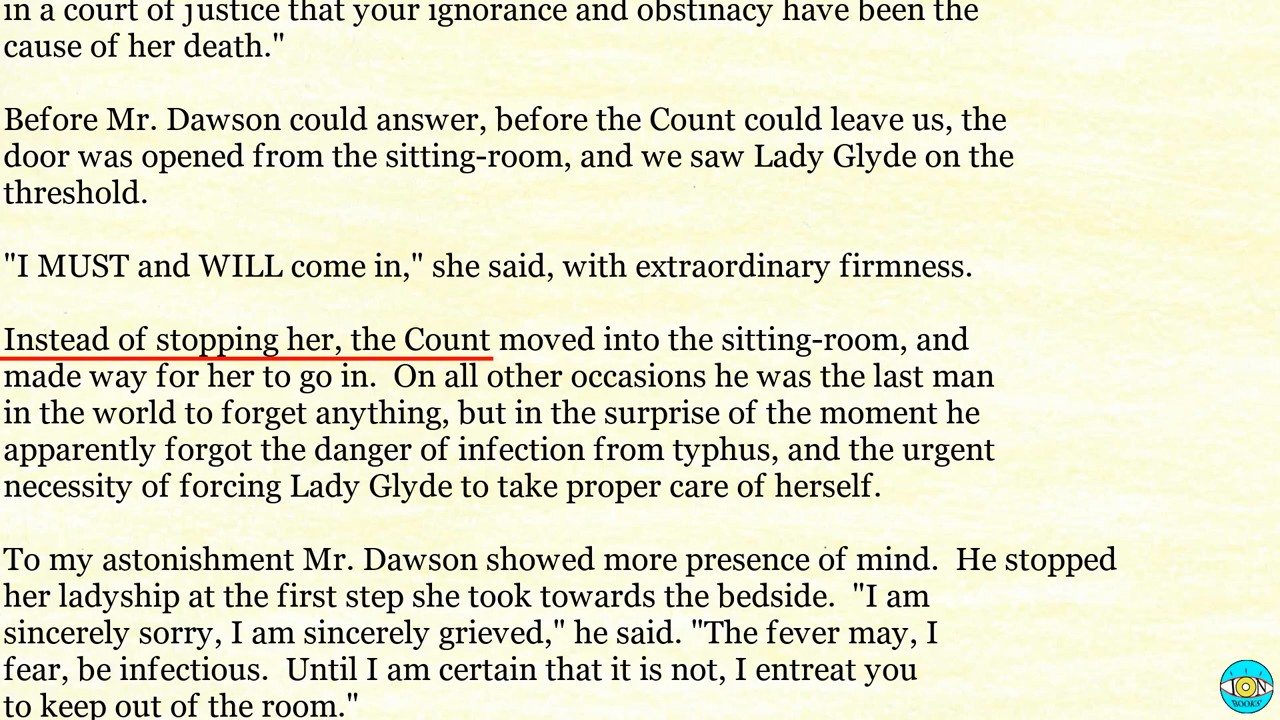 in a court of justice that your ignorance and obstinacy have been the
cause of her death."
Before Mr. Dawson could answer, before the Count could leave us, the
door was opened from the sitting-room, and we saw Lady Glyde on the
threshold.
"I MUST and WILL come in," she said, with extraordinary firmness.
Instead of stopping her, the Count moved into the sitting-room, and
made way for her to go in.  On all other occasions he was the last man
in the world to forget anything, but in the surprise of the moment he
apparently forgot the danger of infection from typhus, and the urgent
necessity of forcing Lady Glyde to take proper care of herself.
To my astonishment Mr. Dawson showed more presence of mind.  He stopped
her ladyship at the first step she took towards the bedside.  "I am
sincerely sorry, I am sincerely grieved," he said. "The fever may, I
fear, be infectious.  Until I am certain that it is not, I entreat you
to keep out of the room."
ION
BOOKS